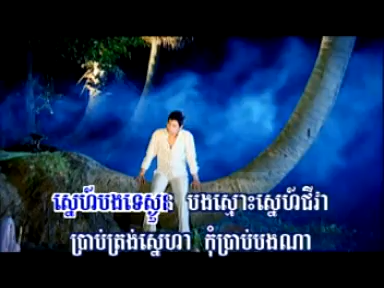 ស្នេហ៍បងទេស្ងួន បងស្មោះស្នេហ៍ជីវ៉ា
ប្រាប់ត្រង់ស្នេហា កុំប្រាប់បងណា